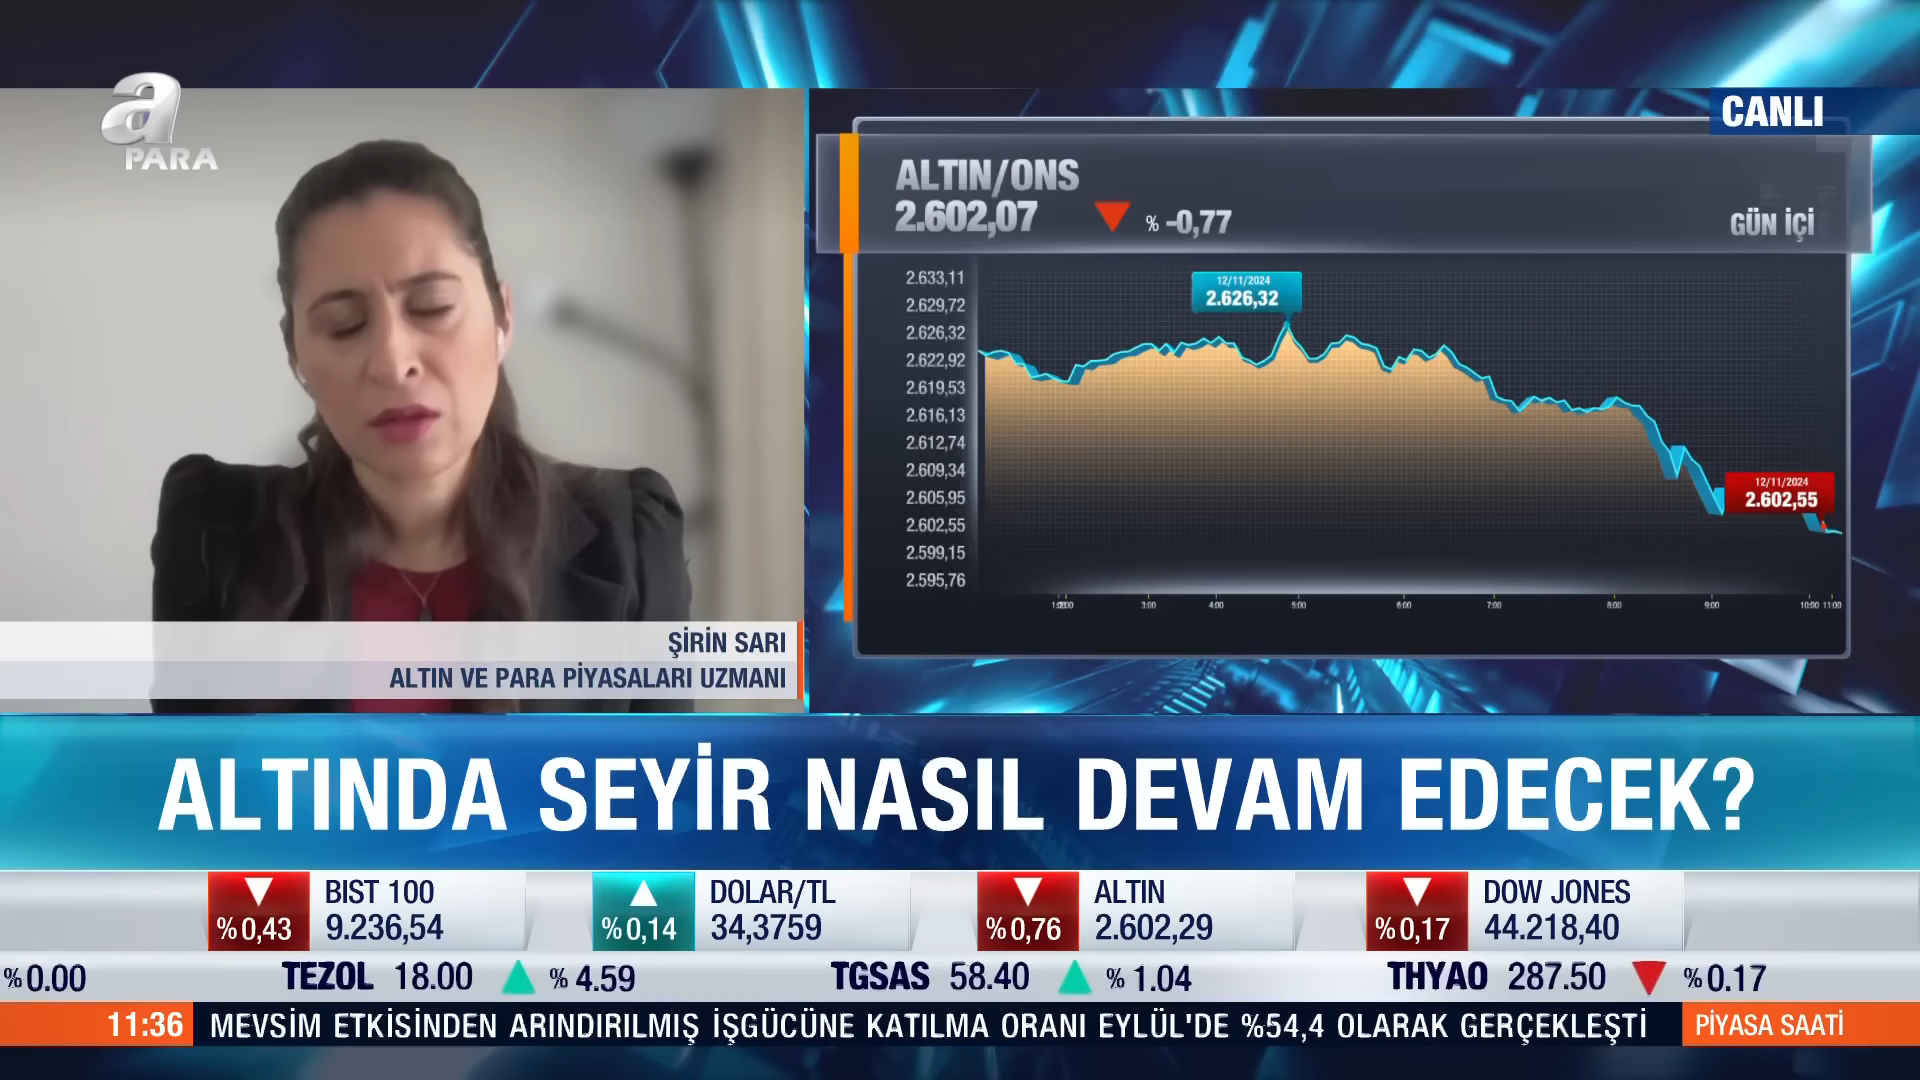 a
PARA
CANLI
ALTIN/ONS
2.602,07
% -0,77
GÜN İÇİ
2.633,11
2.629,72
2.626,32
2.622,92
2.619,53
2.616,13
2.612,74
2.609,34
2.605,95
2.602,55
2.599,15
2.595,76
12/11/2024
2.626,32
12/11/2024
2.602,55
3:00 4:00 5:00 6:00 7:00 8:00 9:00 10:00 11:00
ŞİRİN SARI
ALTIN VE PARA PİYASALARI UZMANI
ALTINDA SEYİR NASIL DEVAM EDECEK?
%0,43 BIST 100 9.236,54
%0,14 DOLAR/TL 34,3759
%0,76 ALTIN 2.602,29
%0,17 DOW JONES 44.218,40
%0.00 TEZOL 18.00 %4.59 TGSAS 58.40 %1.04 THYAO 287.50 %0.17
11:36 MEVSİM ETKİSİNDEN ARINDIRILMIŞ İŞGÜCÜNE KATILMA ORANI EYLÜL'DE %54,4 OLARAK GERÇEKLEŞTİ PİYASA SAATİ